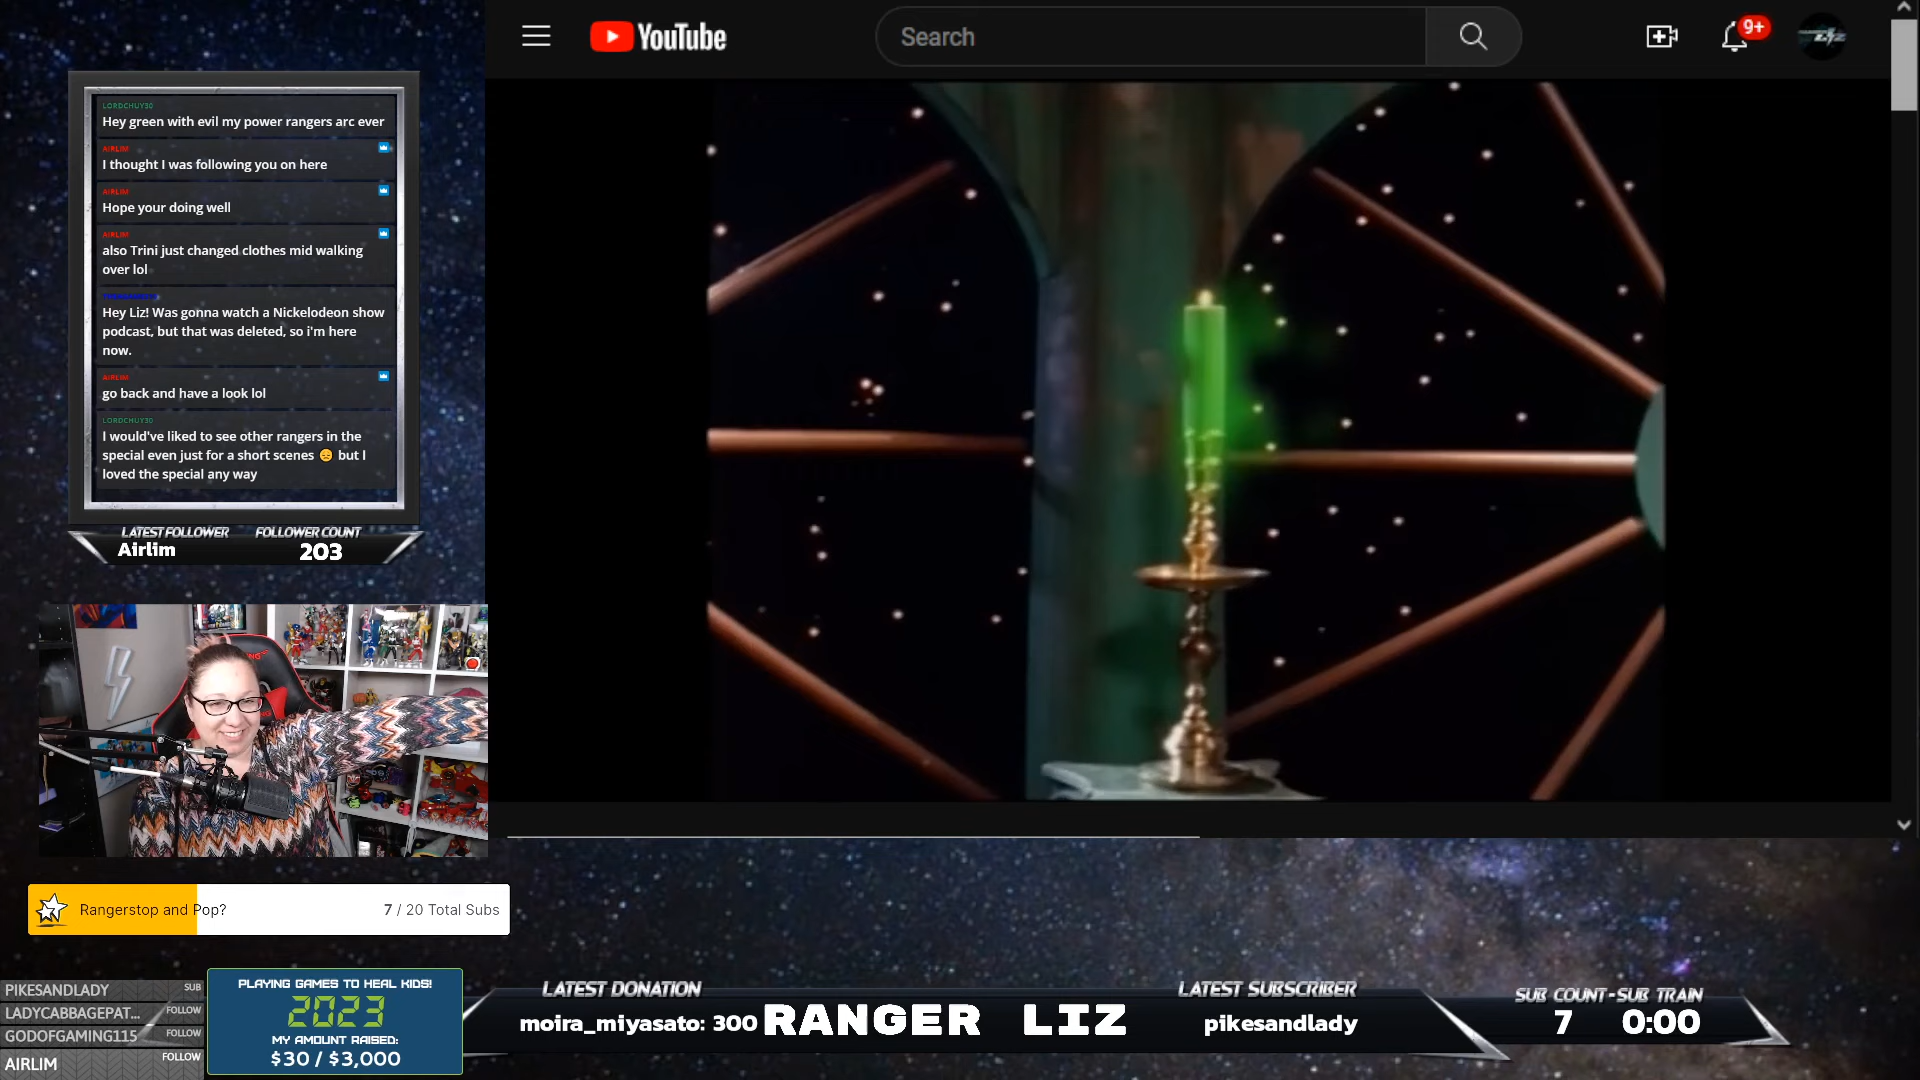 YouTube
Search
9+
LORDCHUY30
Hey green with evil my power rangers arc ever
AIRLIM
I thought I was following you on here
AIRLIM
Hope your doing well
AIRLIM
also Trini just changed clothes mid walking
over lol
Hey Liz! Was gonna watch a Nickelodeon show
podcast, but that was deleted, so i'm here
now.
AIRLIM
go back and have a look lol
LORDCHUY30
I would've liked to see other rangers in the
special even just for a short scenes 😔 but I
loved the special any way
LATEST FOLLOWER FOLLOWER COUNT
Airlim 203
Rangerstop and Pop? 7 / 20 Total Subs
PIKESANDLADY SUB
LADYCABBAGEPAT... FOLLOW
GODOFGAMING115 FOLLOW
AIRLIM FOLLOW
PLAYING GAMES TO HEAL KIDS!
2023
MY AMOUNT RAISED:
$30 / $3,000
LATEST DONATION
moira_miyasato: 300
RANGER LIZ
LATEST SUBSCRIBER
pikesandlady
SUB COUNT - SUB TRAIN
7 0:00